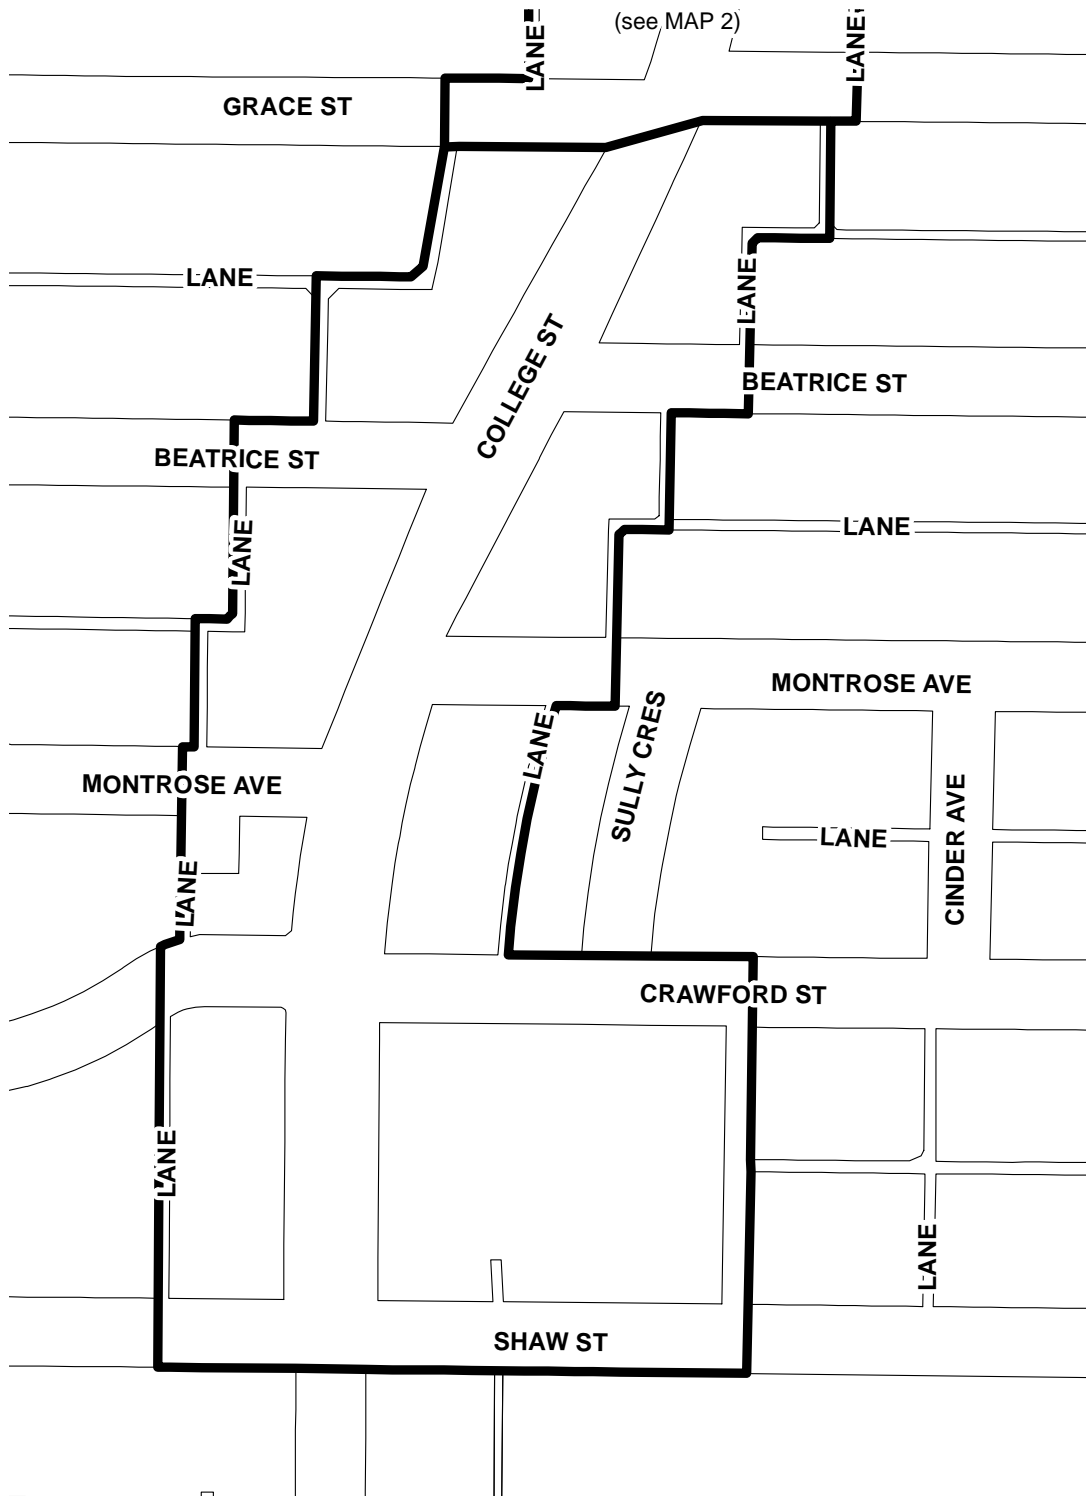 (see MAP 2)
LANE
LANE
GRACE ST
LANE
LANE
COLLEGE ST
BEATRICE ST
BEATRICE ST
LANE
LANE
MONTROSE AVE
SULLY CRES
LANE
MONTROSE AVE
LANE
CINDER AVE
LANE
CRAWFORD ST
LANE
LANE
SHAW ST